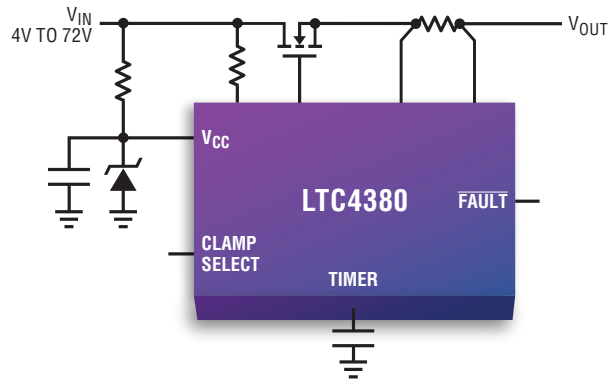 VIN
4V TO 72V
VOUT
VCC
LTC4380
FAULT
CLAMP
SELECT
TIMER